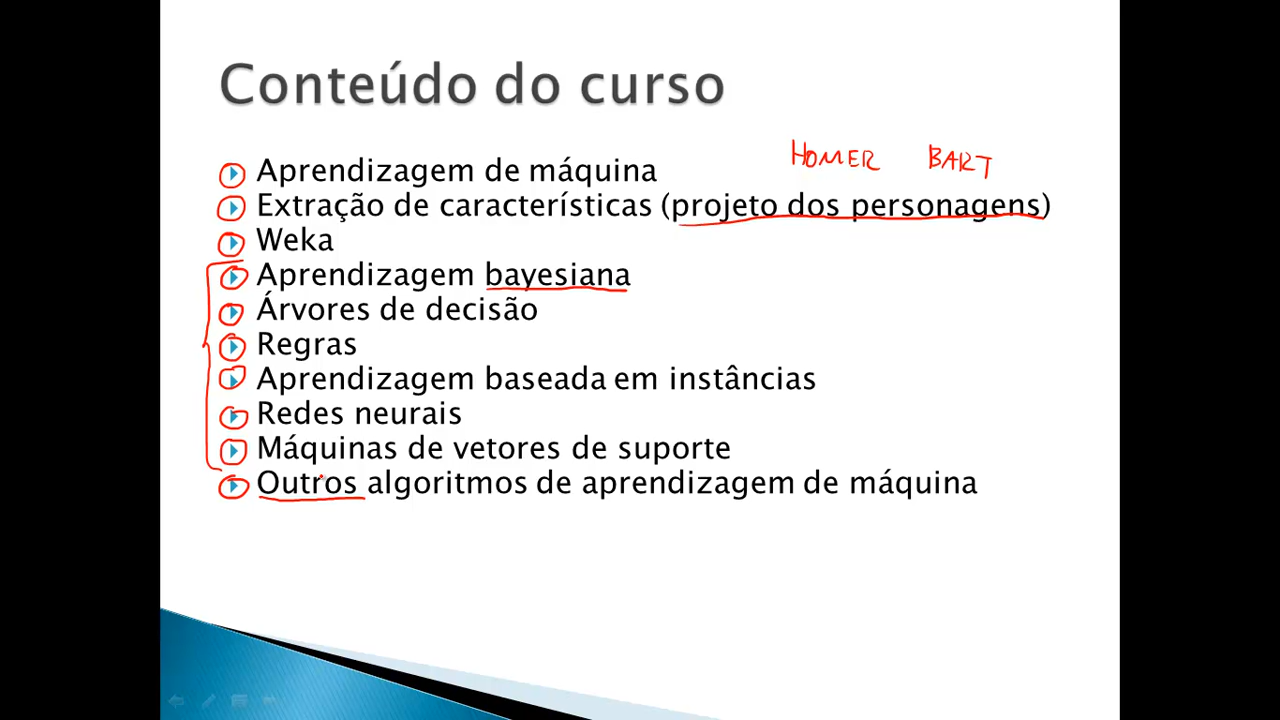 Conteúdo do curso
HOMER BART
Aprendizagem de máquina
Extração de características (projeto dos personagens)
Weka
Aprendizagem bayesiana
Árvores de decisão
Regras
Aprendizagem baseada em instâncias
Redes neurais
Máquinas de vetores de suporte
Outros algoritmos de aprendizagem de máquina